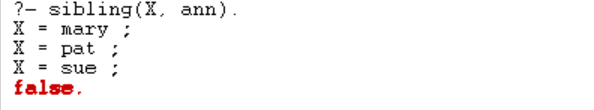 ?- sibling(X, ann).
X = mary ;
X = pat ;
X = sue ;
false.